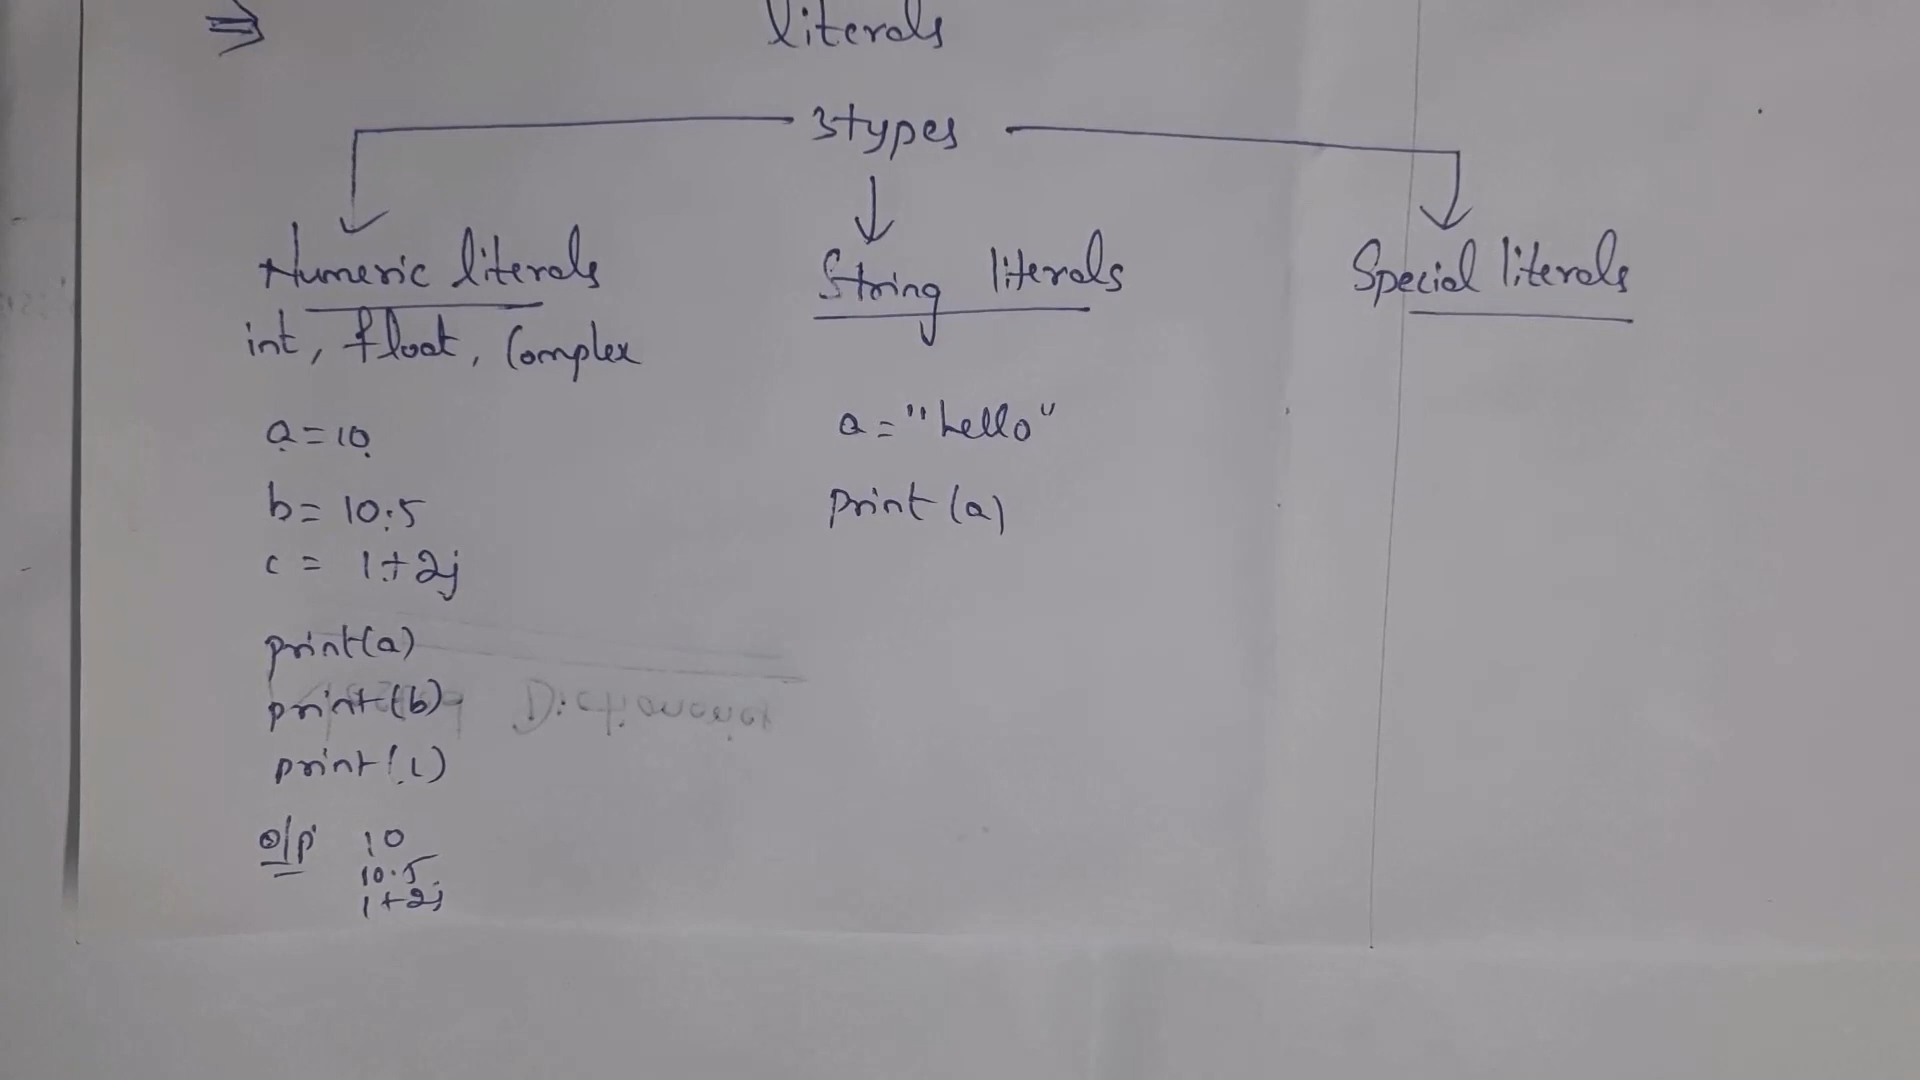 ⇒ literals
3types
Numeric literals
int, float, Complex
a=10
b= 10.5
c = 1+2j
print(a)
print(b)
print(c)
o/p 10
10.5
1+2j
String literals
a = "hello"
print(a)
Special literals